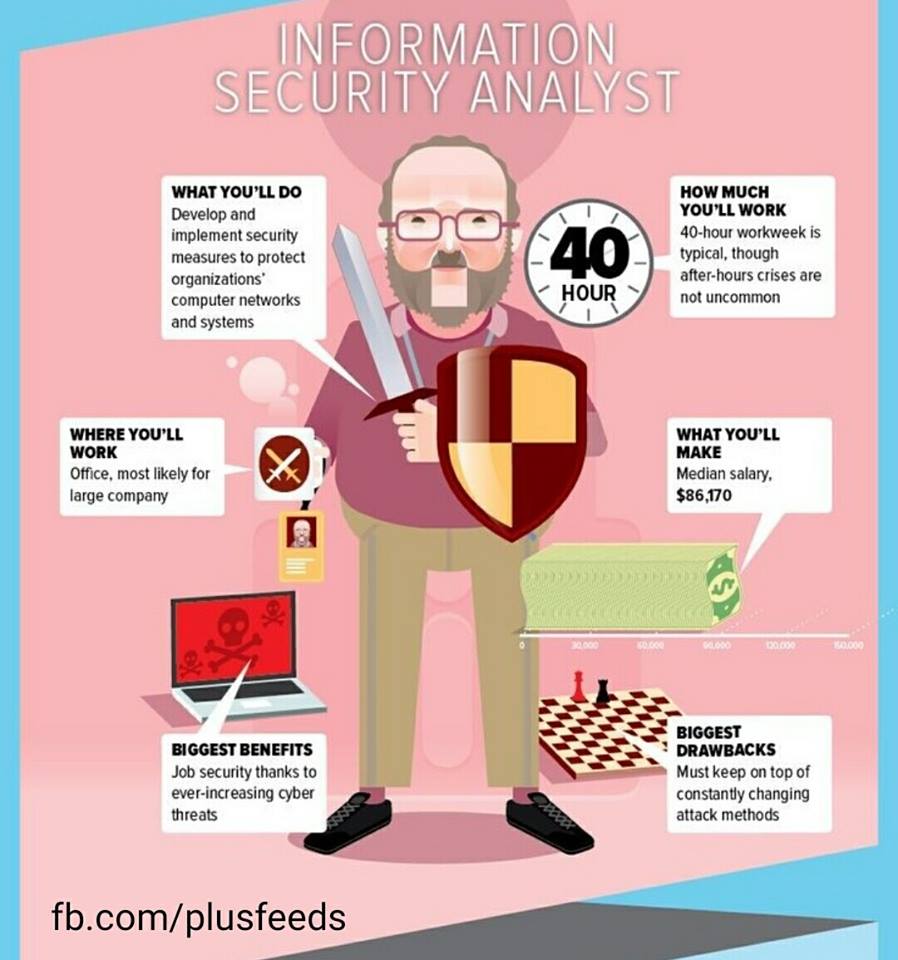 INFORMATION
SECURITY ANALYST
WHAT YOU'LL DO
Develop and
implement security
measures to protect
organizations'
computer networks
and systems
40
HOUR
HOW MUCH
YOU'LL WORK
40-hour workweek is
typical, though
after-hours crises are
not uncommon
WHERE YOU'LL
WORK
Office, most likely for
large company
WHAT YOU'LL
MAKE
Median salary,
$86,170
$
0 30,000 60,000 90,000 120,000 150,000
BIGGEST BENEFITS
Job security thanks to
ever-increasing cyber
threats
BIGGEST
DRAWBACKS
Must keep on top of
constantly changing
attack methods
fb.com/plusfeeds